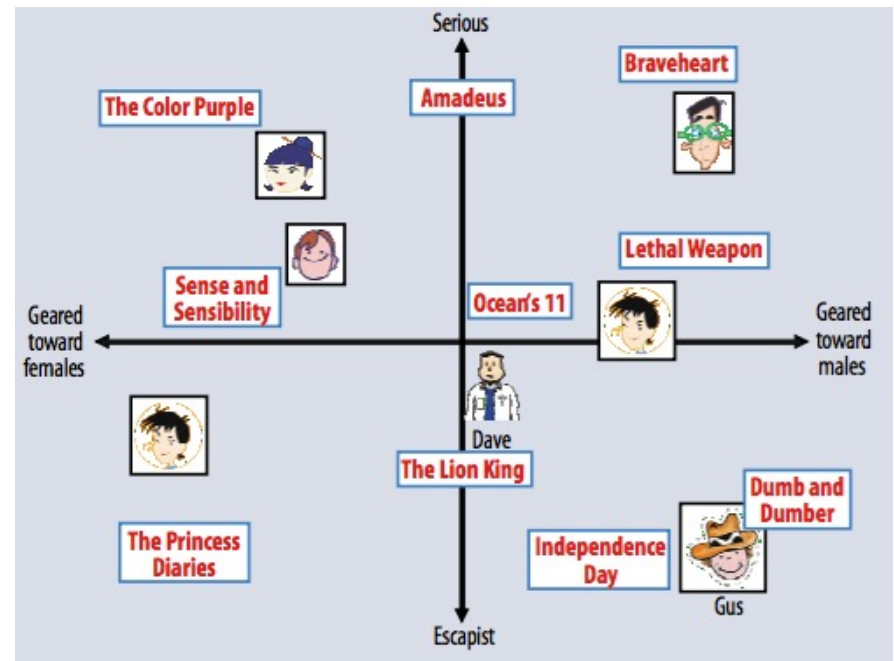 Serious
Braveheart
The Color Purple
Amadeus
Lethal Weapon
Sense and
Sensibility
Ocean's 11
Geared
toward
females
Geared
toward
males
Dave
The Lion King
Dumb and
Dumber
The Princess
Diaries
Independence
Day
Gus
Escapist